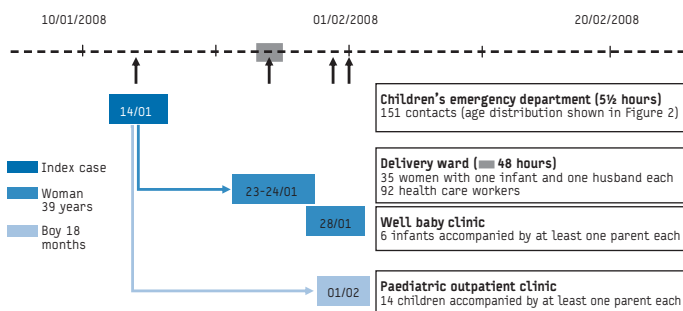 10/01/2008
01/02/2008
20/02/2008
14/01
Children's emergency department (5½ hours)
151 contacts (age distribution shown in Figure 2)
Index case
Woman
39 years
Boy 18
months
23-24/01
Delivery ward ( 48 hours)
35 women with one infant and one husband each
92 health care workers
28/01
Well baby clinic
6 infants accompanied by at least one parent each
01/02
Paediatric outpatient clinic
14 children accompanied by at least one parent each